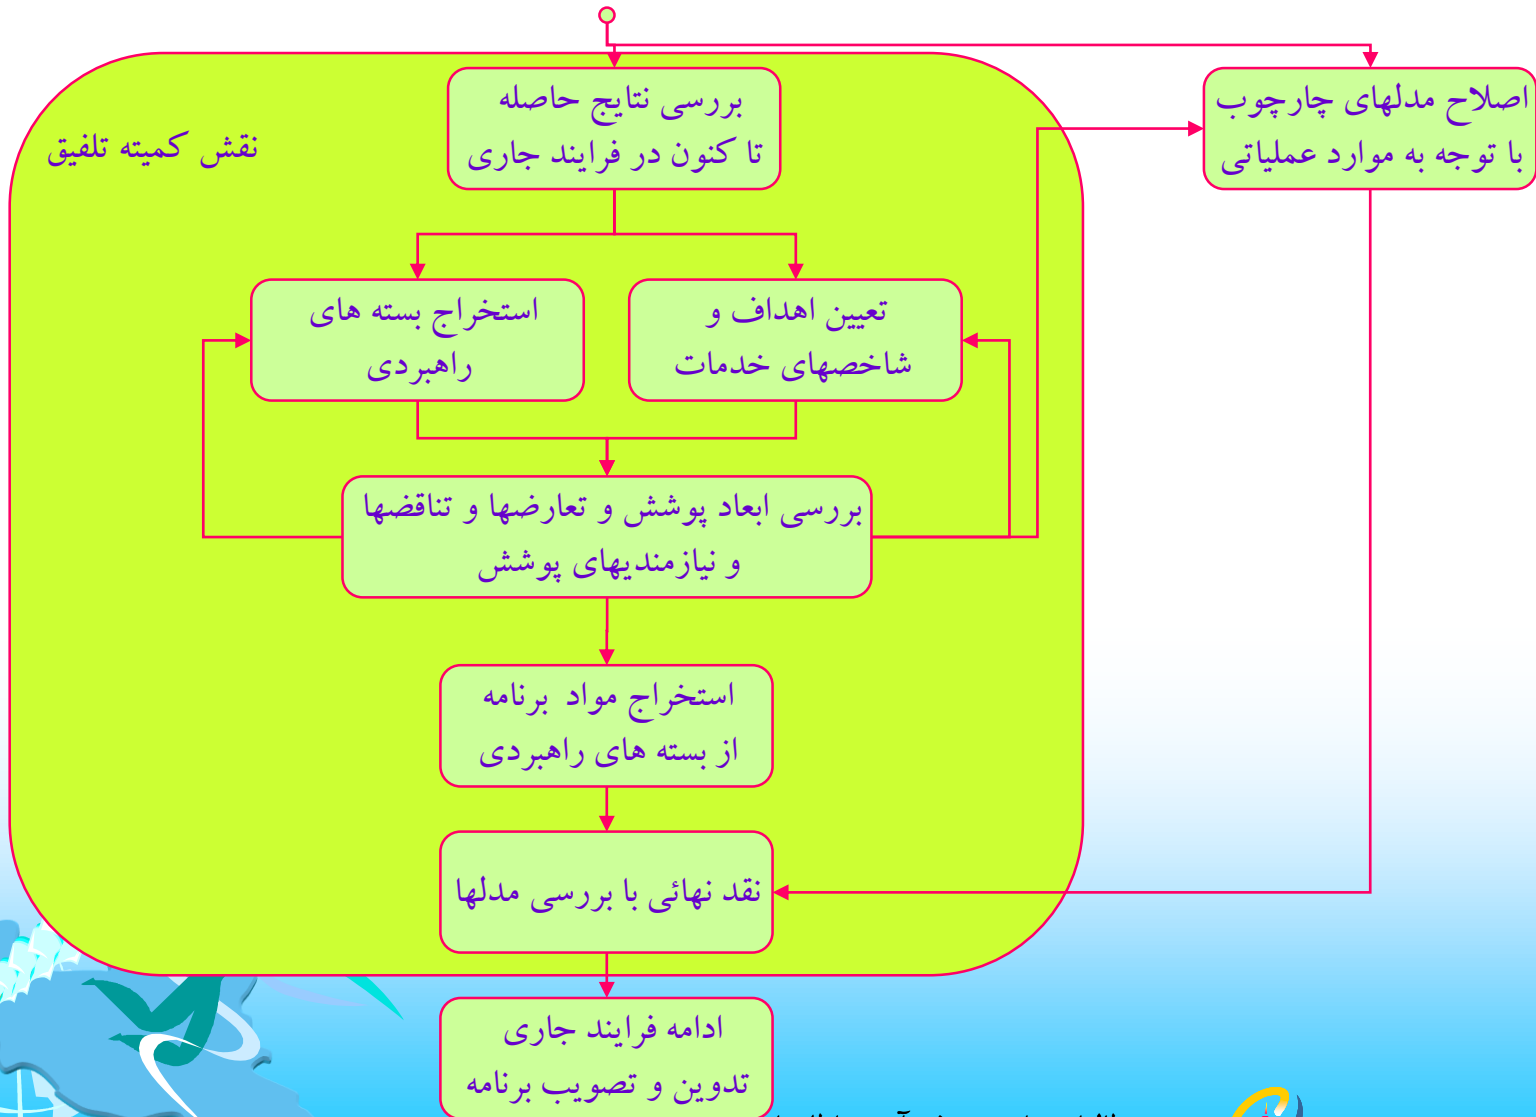 بررسی نتایج حاصله
تا کنون در فرایند جاری
اصلاح مدلهای چارچوب
با توجه به موارد عملیاتی
نقش کمیته تلفیق
تعیین اهداف و
شاخصهای خدمات
استخراج بسته های
راهبردی
بررسی ابعاد پوشش و تعارضها و تناقضها
و نیازمندیهای پوشش
استخراج مواد برنامه
از بسته های راهبردی
نقد نهائی با بررسی مدلها
ادامه فرایند جاری
تدوین و تصویب برنامه